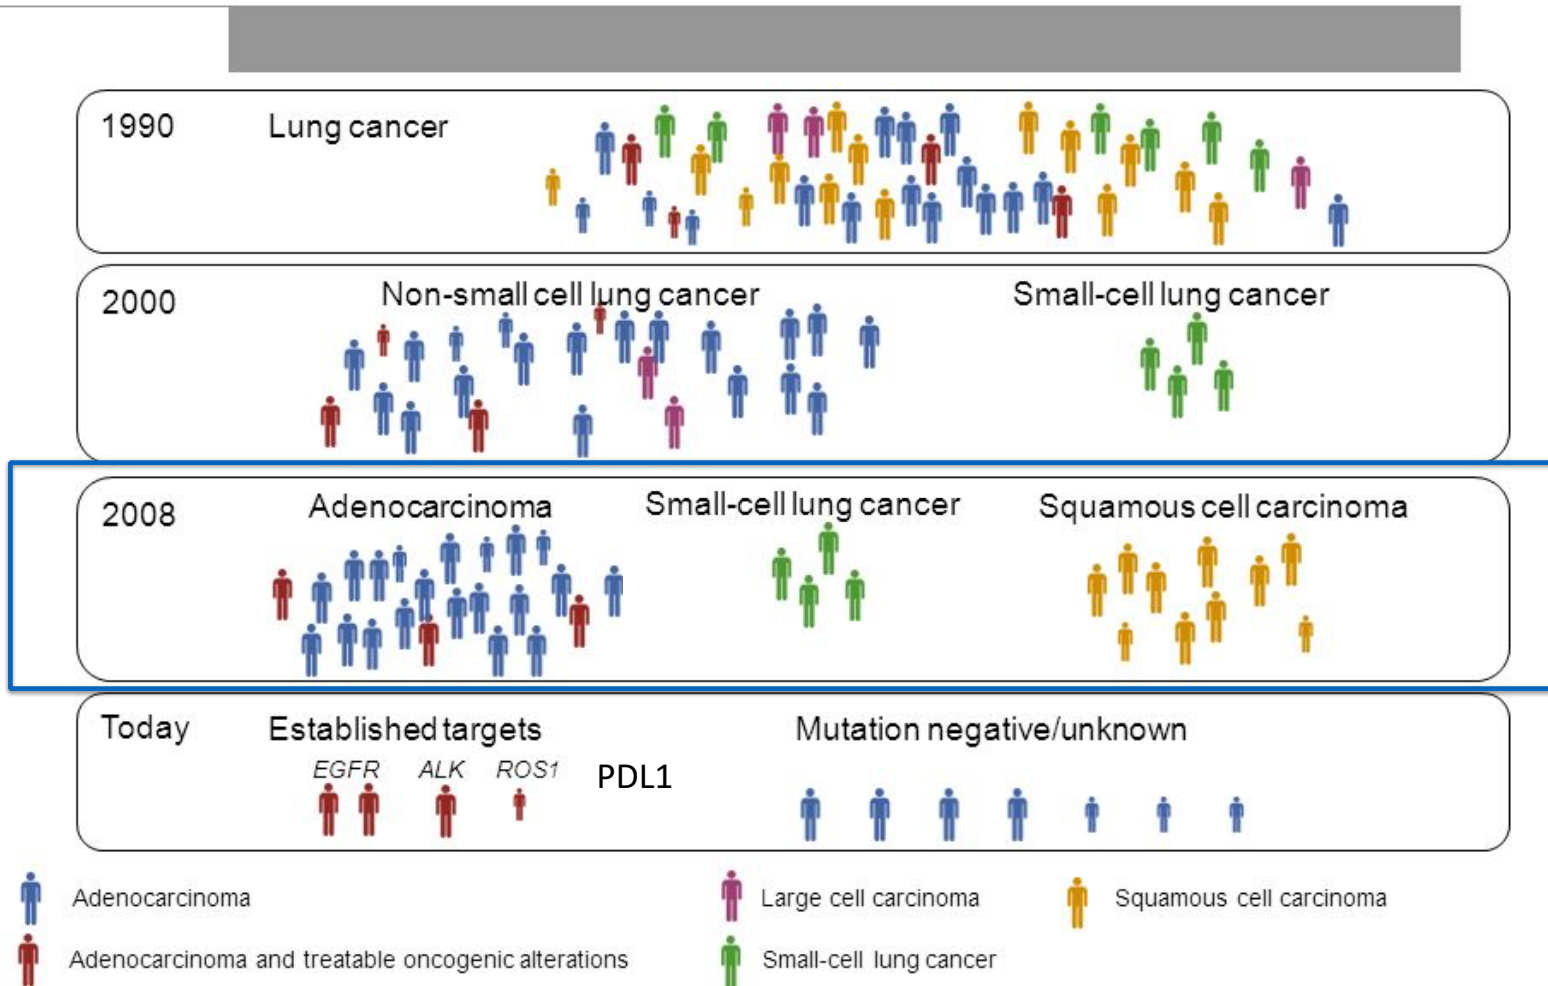 1990 Lung cancer
2000 Non-small cell lung cancer Small-cell lung cancer
2008 Adenocarcinoma Small-cell lung cancer Squamous cell carcinoma
Today Established targets Mutation negative/unknown
EGFR ALK ROS1 PDL1
Adenocarcinoma Large cell carcinoma Squamous cell carcinoma
Adenocarcinoma and treatable oncogenic alterations Small-cell lung cancer